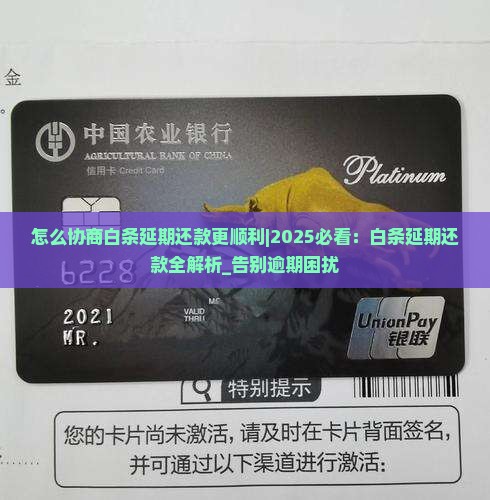 金
中国农业银行
AGRICULTURAL BANK OF CHINA
信用卡 Credit Card
Platinum
怎么协商白条延期还款更顺利|2025必看：白条延期还
款全解析_告别逾期困扰
6228
2021
VALID
THRU
MR.
UnionPay
银联
特别提示
您的卡片尚未激活，请及时在卡片背面签名，
并可通过以下渠道进行激活：